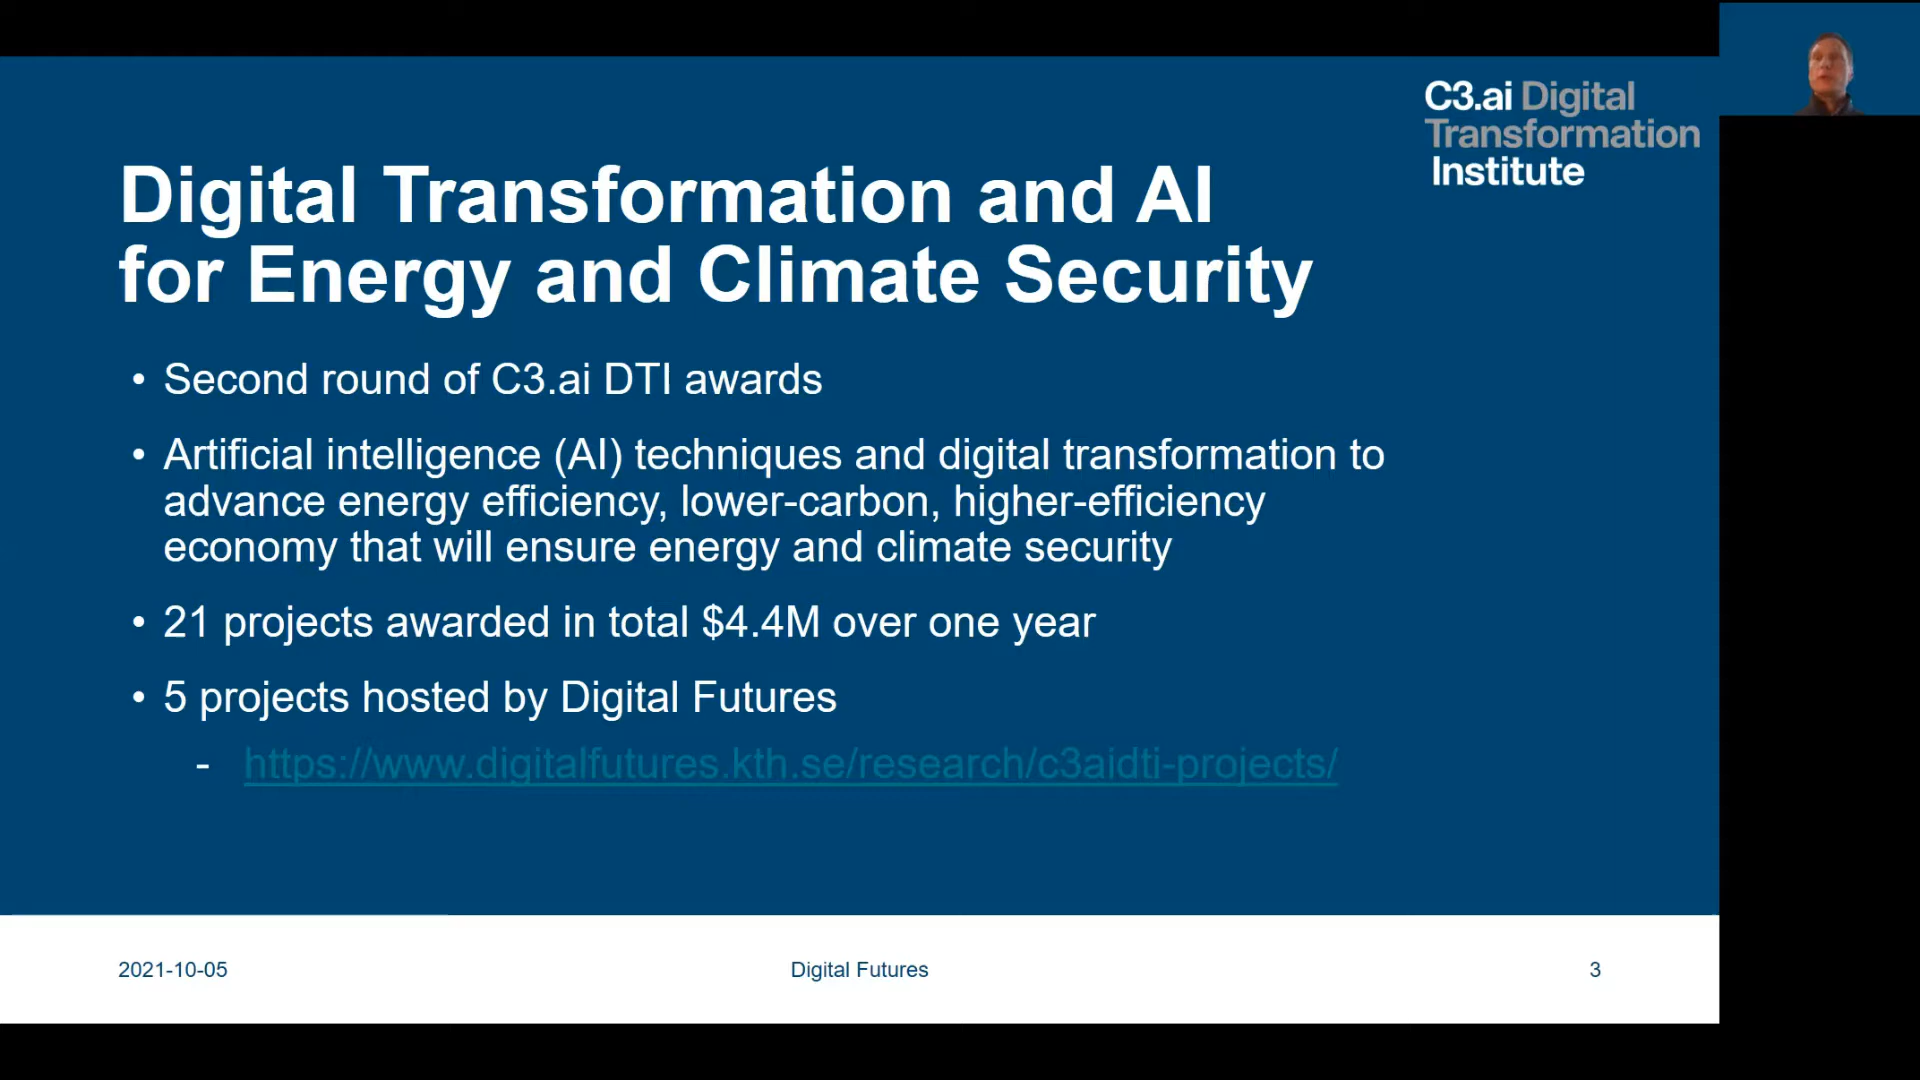 C3.ai Digital
Transformation
Institute
Digital Transformation and AI
for Energy and Climate Security
• Second round of C3.ai DTI awards
• Artificial intelligence (AI) techniques and digital transformation to
advance energy efficiency, lower-carbon, higher-efficiency
economy that will ensure energy and climate security
• 21 projects awarded in total $4.4M over one year
• 5 projects hosted by Digital Futures
- https://www.digitalfutures.kth.se/research/c3aidti-projects/
2021-10-05
Digital Futures
3